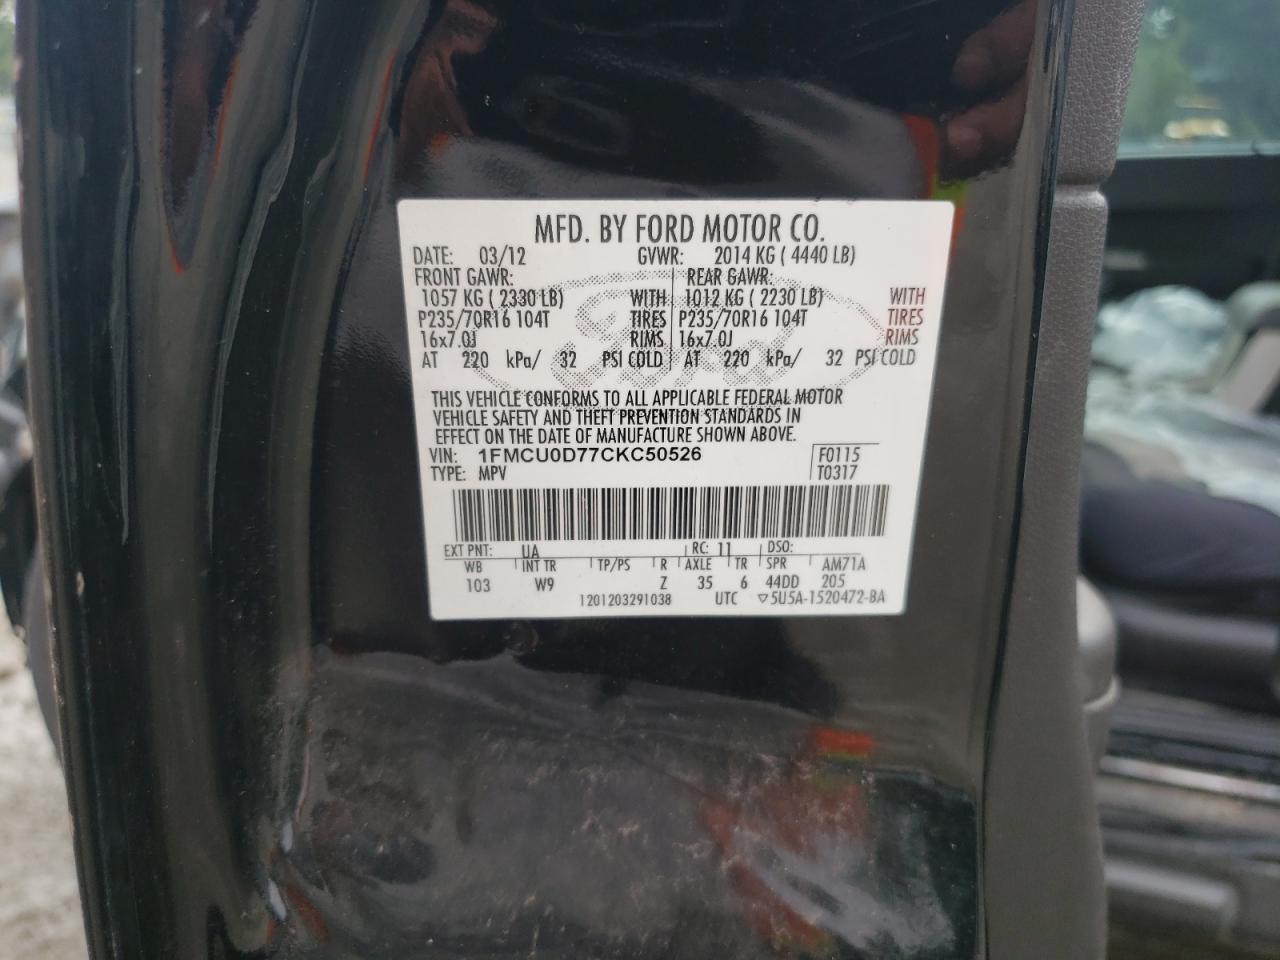 MFD. BY FORD MOTOR CO.
DATE: 03/12 GVWR: 2014 KG ( 4440 LB)
FRONT GAWR: REAR GAWR:
1057 KG ( 2330 LB) WITH 1012 KG ( 2230 LB) WITH
P235/70R16 104T TIRES P235/70R16 104T TIRES
16x7.0J RIMS 16x7.0J RIMS
AT 220 kPa/ 32 PSI COLD AT 220 kPa/ 32 PSI COLD
Ford
THIS VEHICLE CONFORMS TO ALL APPLICABLE FEDERAL MOTOR
VEHICLE SAFETY AND THEFT PREVENTION STANDARDS IN
EFFECT ON THE DATE OF MANUFACTURE SHOWN ABOVE.
VIN: 1FMCU0D77CKC50526 F0115
TYPE: MPV T0317
EXT PNT: UA RC: 11 DSO:
WB INT TR TP/PS R AXLE TR SPR AM71A
103 W9 Z 35 6 44DD 205
1201203291038 UTC ▽5U5A-1520472-BA